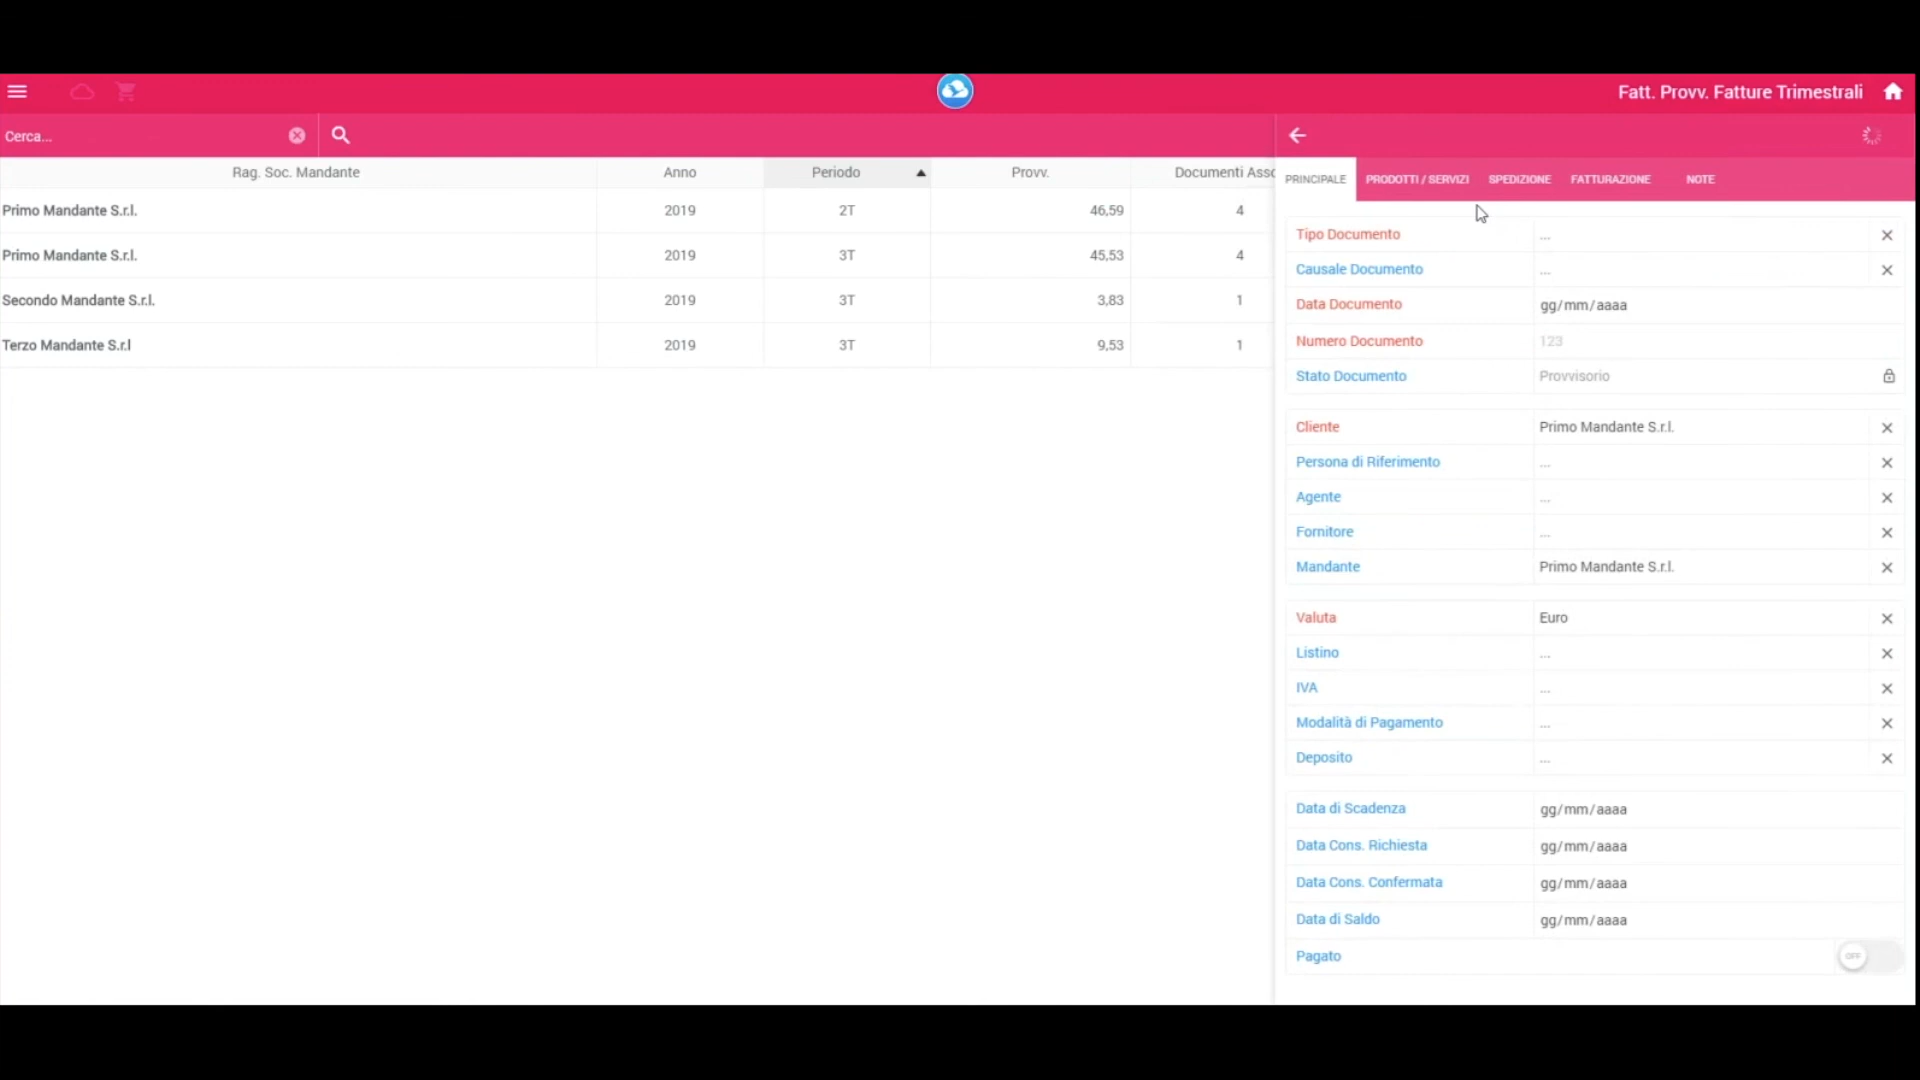 Fatt. Provv. Fatture Trimestrali
Cerca...
Rag. Soc. Mandante Anno Periodo Provv. Documenti Asso
Primo Mandante S.r.l. 2019 2T 46,59 4
Primo Mandante S.r.l. 2019 3T 45,53 4
Secondo Mandante S.r.l. 2019 3T 3,83 1
Terzo Mandante S.r.l 2019 3T 9,53 1
PRINCIPALE PRODOTTI / SERVIZI SPEDIZIONE FATTURAZIONE NOTE
Tipo Documento ...
Causale Documento ...
Data Documento gg/mm/aaaa
Numero Documento 123
Stato Documento Provvisorio
Cliente Primo Mandante S.r.l.
Persona di Riferimento ...
Agente ...
Fornitore ...
Mandante Primo Mandante S.r.l.
Valuta Euro
Listino ...
IVA ...
Modalità di Pagamento ...
Deposito ...
Data di Scadenza gg/mm/aaaa
Data Cons. Richiesta gg/mm/aaaa
Data Cons. Confermata gg/mm/aaaa
Data di Saldo gg/mm/aaaa
Pagato OFF